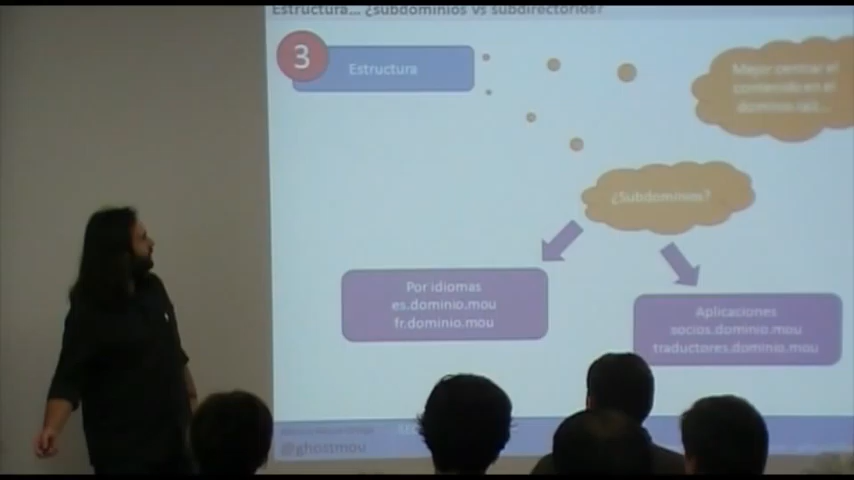 Estructura... ¿subdominios vs subdirectorios?
3
Estructura
Mejor centrar el
contenido en el
dominio raíz...
¿Subdominios?
Por idiomas
es.dominio.mou
fr.dominio.mou
Aplicaciones
socios.dominio.mou
traductores.dominio.mou
@ghostmou